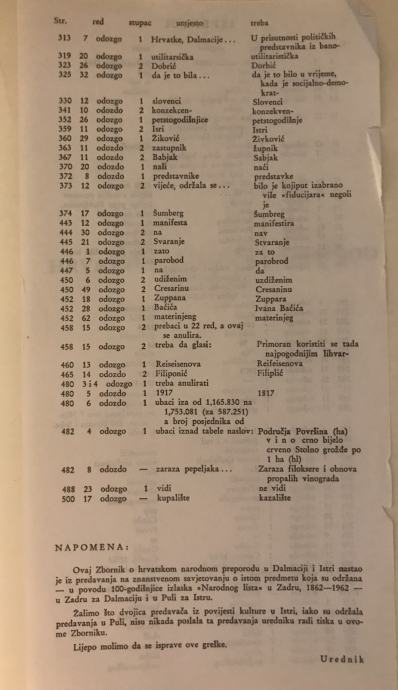 Str. red stupac umjesto treba
313 7 odozgo 1 Hrvatke, Dalmacije... U prisutnosti političkih
predstavnika iz bano-
319 20 odozgo 1 utilitarsička utilitaristička
323 26 odozgo 2 Dobrić Dorbić
325 32 odozgo 1 da je to bila... da je to bilo u vrijeme,
kada je socijalno-demo-
krat-
330 12 odozgo 1 slovenci Slovenci
341 10 odozdo 2 konzekcen- konzekven-
352 26 odozgo 1 petstogodišnjice petstogodišnje
359 11 odozgo 2 Isri Istri
360 29 odozgo 1 Žiković Živković
363 11 odozdo 2 zastupnik župnik
367 11 odozdo 2 Babjak Sabjak
370 20 odozdo 1 naši naći
372 8 odozdo 1 predstavnike predstavke
373 12 odozgo 2 vijeće, održala se... bilo je kojiput izabrano
vile »fiducijara« negoli
je
374 17 odozgo 1 Šumberg Šumbreg
443 12 odozgo 1 manifesta manifestira
444 30 odozgo 2 na nav
445 21 odozgo 2 Svaranje Stvaranje
446 1 odozgo 1 zato za to
446 7 odozgo 1 parobod parobrod
447 5 odozgo 1 na da
450 6 odozgo 2 udiženim uzdiženim
450 49 odozgo 2 Cresarinu Cresaninu
452 18 odozgo 1 Zuppana Zuppara
452 28 odozgo 1 Bačića Ivana Bačića
452 62 odozgo 1 materinjeng materinjeg
458 15 odozgo 2 prebaci u 22 red, a ovaj
se anulira.
458 15 odozgo 2 treba da glasi: Primoran koristiti se tada
najpogodnijim lihvar-
460 13 odozgo 1 Reiseisenova Reifeisenova
465 14 odozdo 2 Filiponić Filiplić
480 3 i 4 odozgo 1 treba anulirati
480 5 odozdo 1 1917 1817
480 6 odozdo 1 ubaci iza od 1,165.830 na
1,753.081 (za 587.251)
a broj posjednika od
482 4 odozgo 1 ubaci iznad tabele naslov: Područja Površina (ha)
v i n o crno bijelo
crveno Stolno grožđe po
1 ha (hl)
482 8 odozdo — zaraza pepeljaka... Zaraza filoksere i obnova
propalih vinograda
488 23 odozgo 1 vidi ne vidi
500 17 odozgo — kupalište kazalište
NAPOMENA:
Ovaj Zbornik o hrvatskom narodnom preporodu u Dalmaciji i Istri nastao
je iz predavanja na znanstvenom savjetovanju o istom predmetu koja su održana
— u povodu 100-godišnjice izlaska »Narodnog lista« u Zadru, 1862—1962 —
u Zadru za Dalmaciju i u Puli za Istru.
Žalimo što dvojica predavača iz povijesti kulture u Istri, iako su održala
predavanja u Puli, nisu nikada poslala ta predavanja uredniku radi tiska u ovo-
me Zborniku.
Lijepo molimo da se isprave ove greške.
Urednik